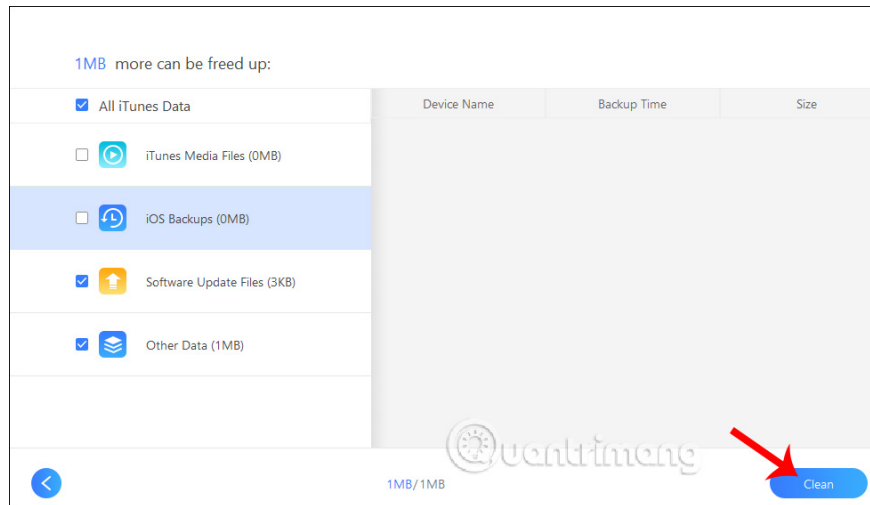 1MB more can be freed up:
All iTunes Data
Device Name Backup Time Size
iTunes Media Files (0MB)
iOS Backups (0MB)
Software Update Files (3KB)
Other Data (1MB)
Quantrimang
1MB/1MB
Clean